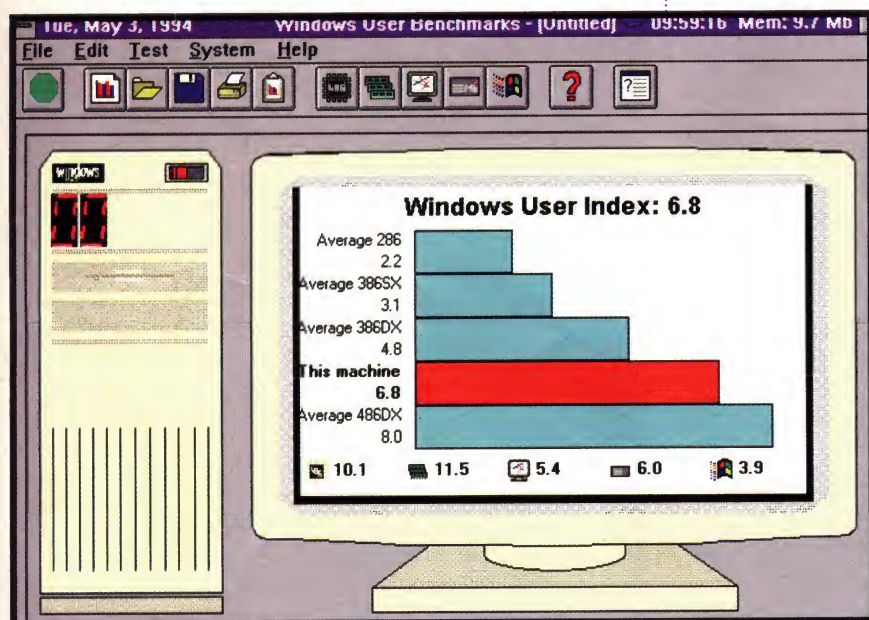 Tue, May 3, 1994 Windows User Benchmarks - [Untitled] 09:59:16 Mem: 9.7 Mb
File Edit Test System Help
windows
Windows User Index: 6.8
Average 286
2.2
Average 386SX
3.1
Average 386DX
4.8
This machine
6.8
Average 486DX
8.0
10.1 11.5 5.4 6.0 3.9